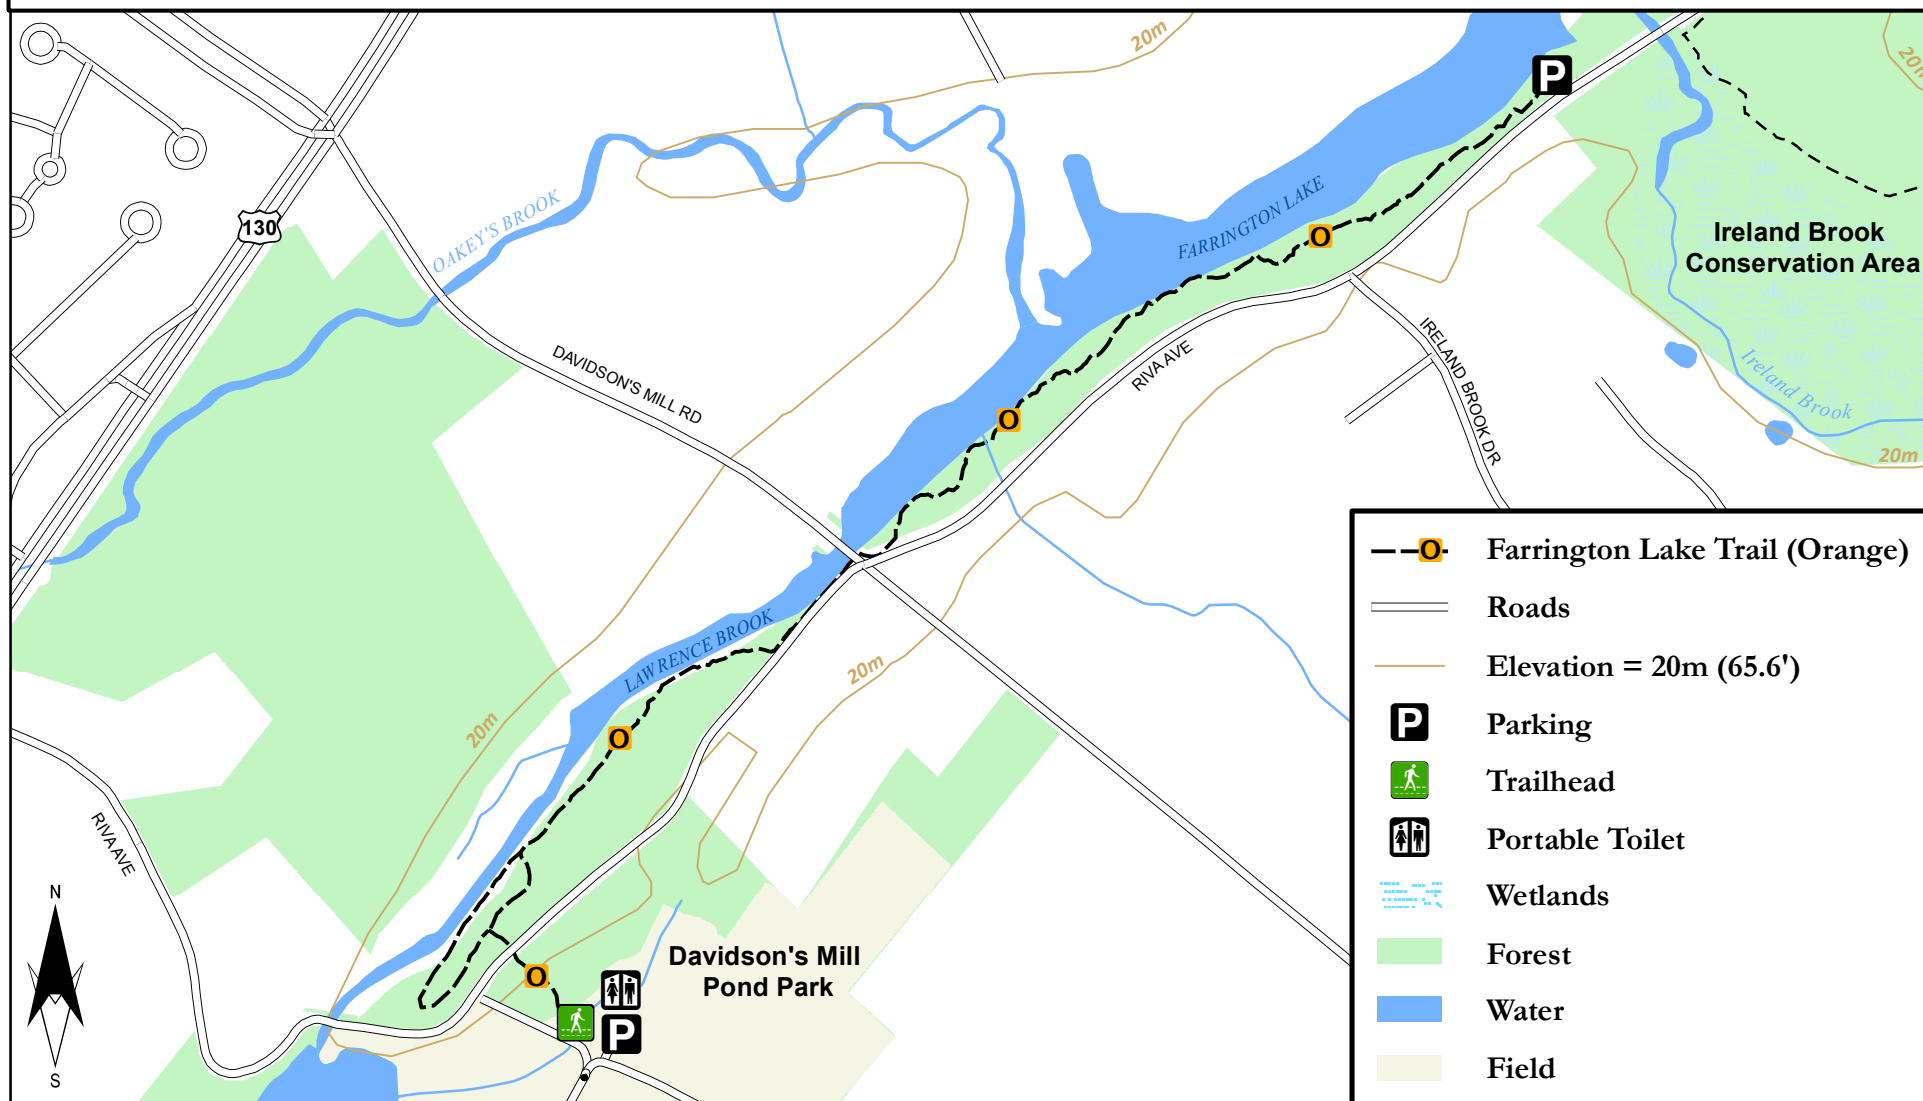 20m
P
20m
130
OAKEY'S BROOK
FARRINGTON LAKE
O
Ireland Brook
Conservation Area
DAVIDSON'S MILL RD
RIVA AVE
IRELAND BROOK DR
Ireland Brook
O
20m
LAWRENCE BROOK
20m
20m
O
RIVA AVE
N
S
O
Davidson's Mill
Pond Park
P
O Farrington Lake Trail (Orange)
Roads
Elevation = 20m (65.6')
P Parking
Trailhead
Portable Toilet
Wetlands
Forest
Water
Field